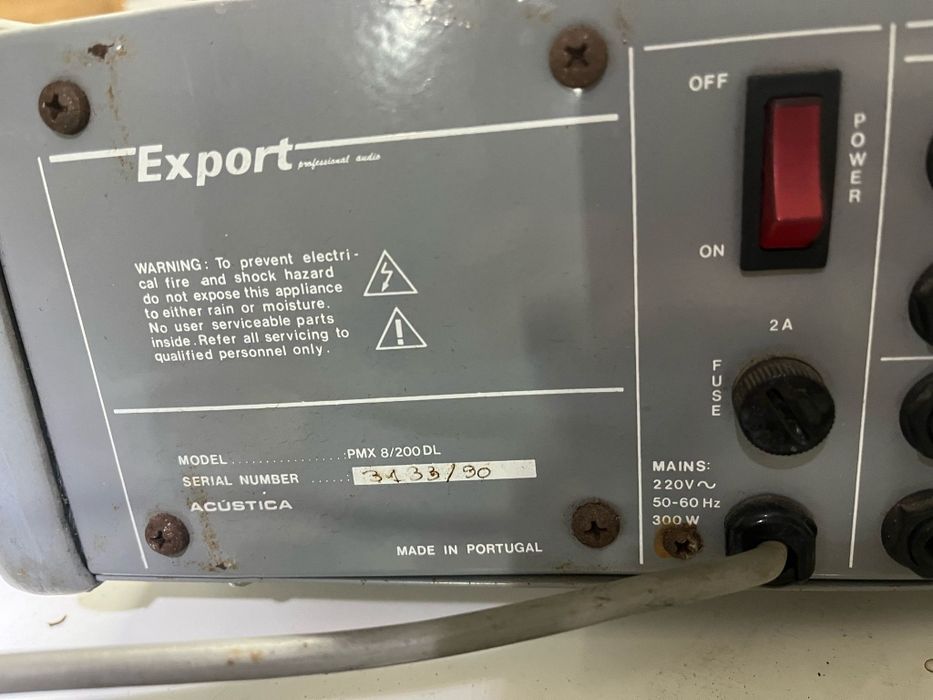 Export professional audio
WARNING: To prevent electri-
cal fire and shock hazard
do not expose this appliance
to either rain or moisture.
No user serviceable parts
inside. Refer all servicing to
qualified personnel only.
MODEL ................:PMX 8/200DL
SERIAL NUMBER ......: 3133/90
ACÚSTICA
MADE IN PORTUGAL
OFF
POWER
ON
2A
FUSE
MAINS:
220V~
50-60 Hz
300 W